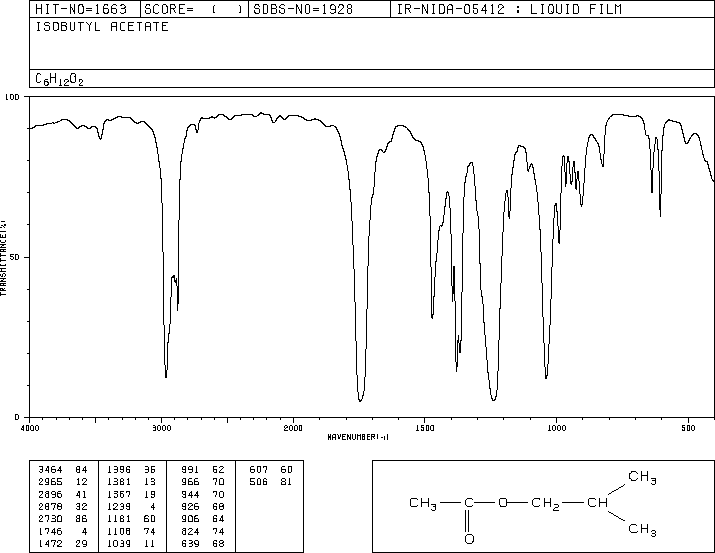 HIT-NO=1663 SCORE= ( ) SDBS-NO=1928 IR-NIDA-05412 : LIQUID FILM
ISOBUTYL ACETATE
C6H12O2
100
50
0
TRANSMITTANCE(%)
4000 3000 2000 1500 1000 500
WAVENUMBER(-1)
3464 84 1396 36 991 52 607 60
2965 12 1381 13 966 70 506 81
2896 41 1367 19 944 70
2878 32 1239 4 926 68
2730 86 1181 60 906 64
1746 4 1108 74 824 74
1472 29 1039 11 639 68
CH3
CH3 C O CH2 CH
CH3
O